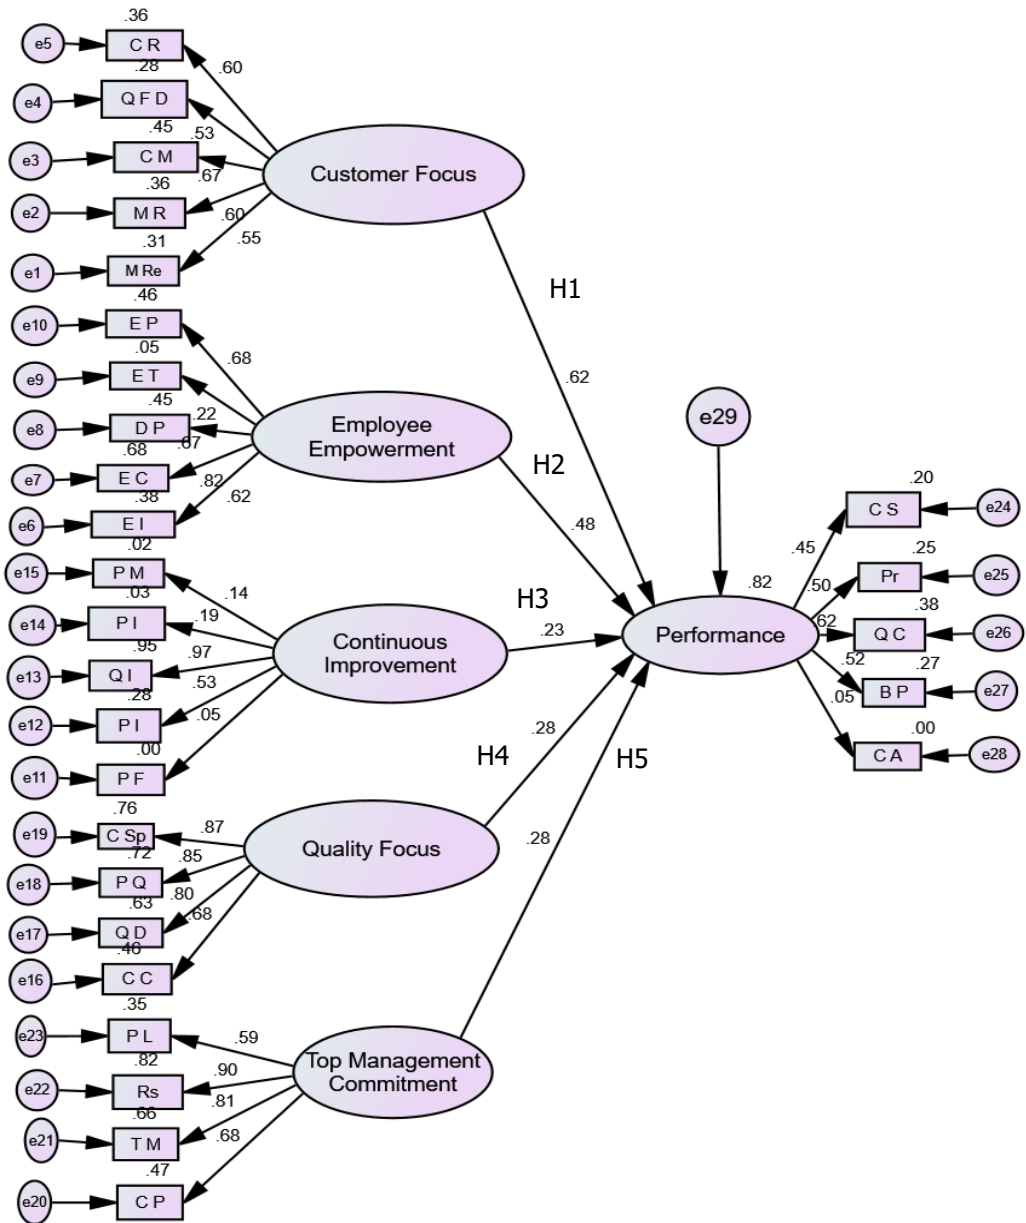 .36
e5
C R
.60
.28
e4
Q F D
.53
.45
e3
C M
.67
Customer Focus
.36
e2
M R
.60
.55
.31
e1
M Re
H1
.46
e10
E P
.68
.05
e9
E T
.62
.45
.22
e8
D P
.67
Employee
Empowerment
e29
H2
.68
e7
E C
.82
.62
.38
e6
E I
.48
.20
C S
e24
.02
e15
P M
.14
.45
.25
.82
.50
Pr
e25
.03
e14
P I
.19
H3
.23
Continuous
Improvement
Performance
.62
.38
Q C
e26
.95
e13
Q I
.97
.53
.52
.27
B P
e27
.28
e12
P I
.05
.05
.00
.00
e11
P F
C A
e28
.28
H4
H5
.76
e19
C Sp
.87
Quality Focus
.28
.72
e18
P Q
.85
.80
.63
e17
Q D
.68
.46
e16
C C
.35
e23
P L
.59
.82
e22
Rs
.90
Top Management
Commitment
.66
.81
e21
T M
.68
.47
e20
C P